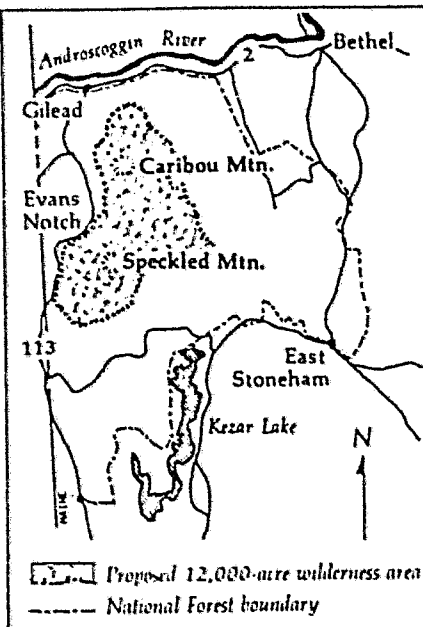 Androscoggin River
2
Bethel
Gilead
Caribou Mtn.
Evans
Notch
Speckled Mtn.
113
East
Stoneham
Kezar Lake
N
MAINE
Proposed 12,000-acre wilderness area
National Forest boundary